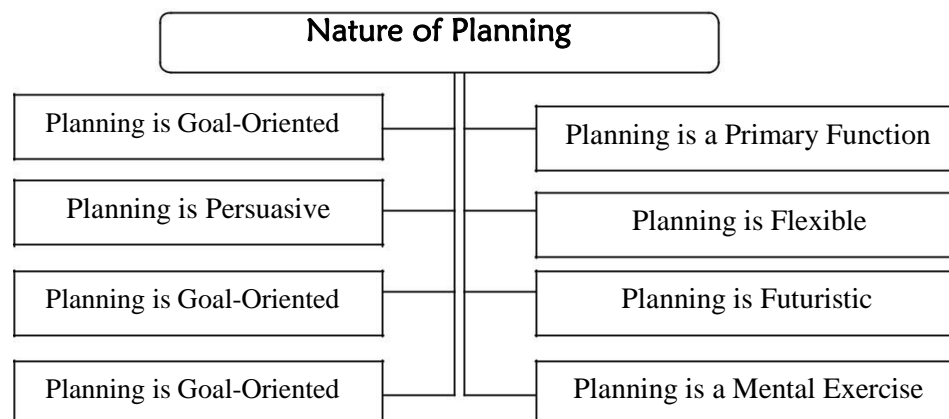 Nature of Planning
Planning is Goal-Oriented
Planning is a Primary Function
Planning is Persuasive
Planning is Flexible
Planning is Goal-Oriented
Planning is Futuristic
Planning is Goal-Oriented
Planning is a Mental Exercise